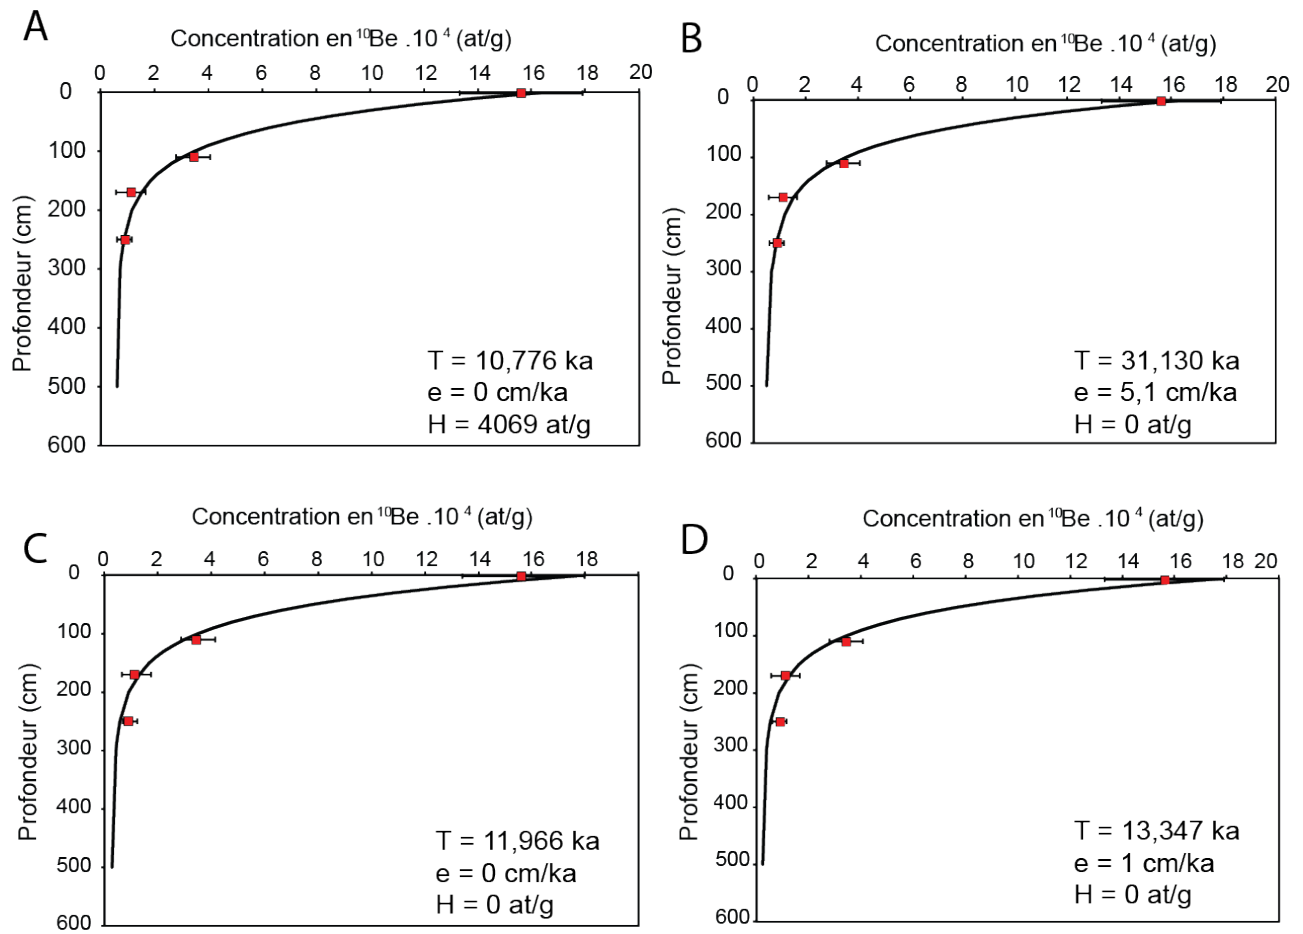 A
Concentration en ¹⁰Be .10 ⁴ (at/g)
0 2 4 6 8 10 12 14 16 18 20
0
100
200
300
400
500
600
Profondeur (cm)
T = 10,776 ka
e = 0 cm/ka
H = 4069 at/g
B
Concentration en ¹⁰Be .10 ⁴ (at/g)
0 2 4 6 8 10 12 14 16 18 20
0
100
200
300
400
500
600
Profondeur (cm)
T = 31,130 ka
e = 5,1 cm/ka
H = 0 at/g
C
Concentration en ¹⁰Be .10 ⁴ (at/g)
0 2 4 6 8 10 12 14 16 18
0
100
200
300
400
500
600
Profondeur (cm)
T = 11,966 ka
e = 0 cm/ka
H = 0 at/g
D
Concentration en ¹⁰Be .10 ⁴ (at/g)
0 2 4 6 8 10 12 14 16 18 20
0
100
200
300
400
500
600
Profondeur (cm)
T = 13,347 ka
e = 1 cm/ka
H = 0 at/g